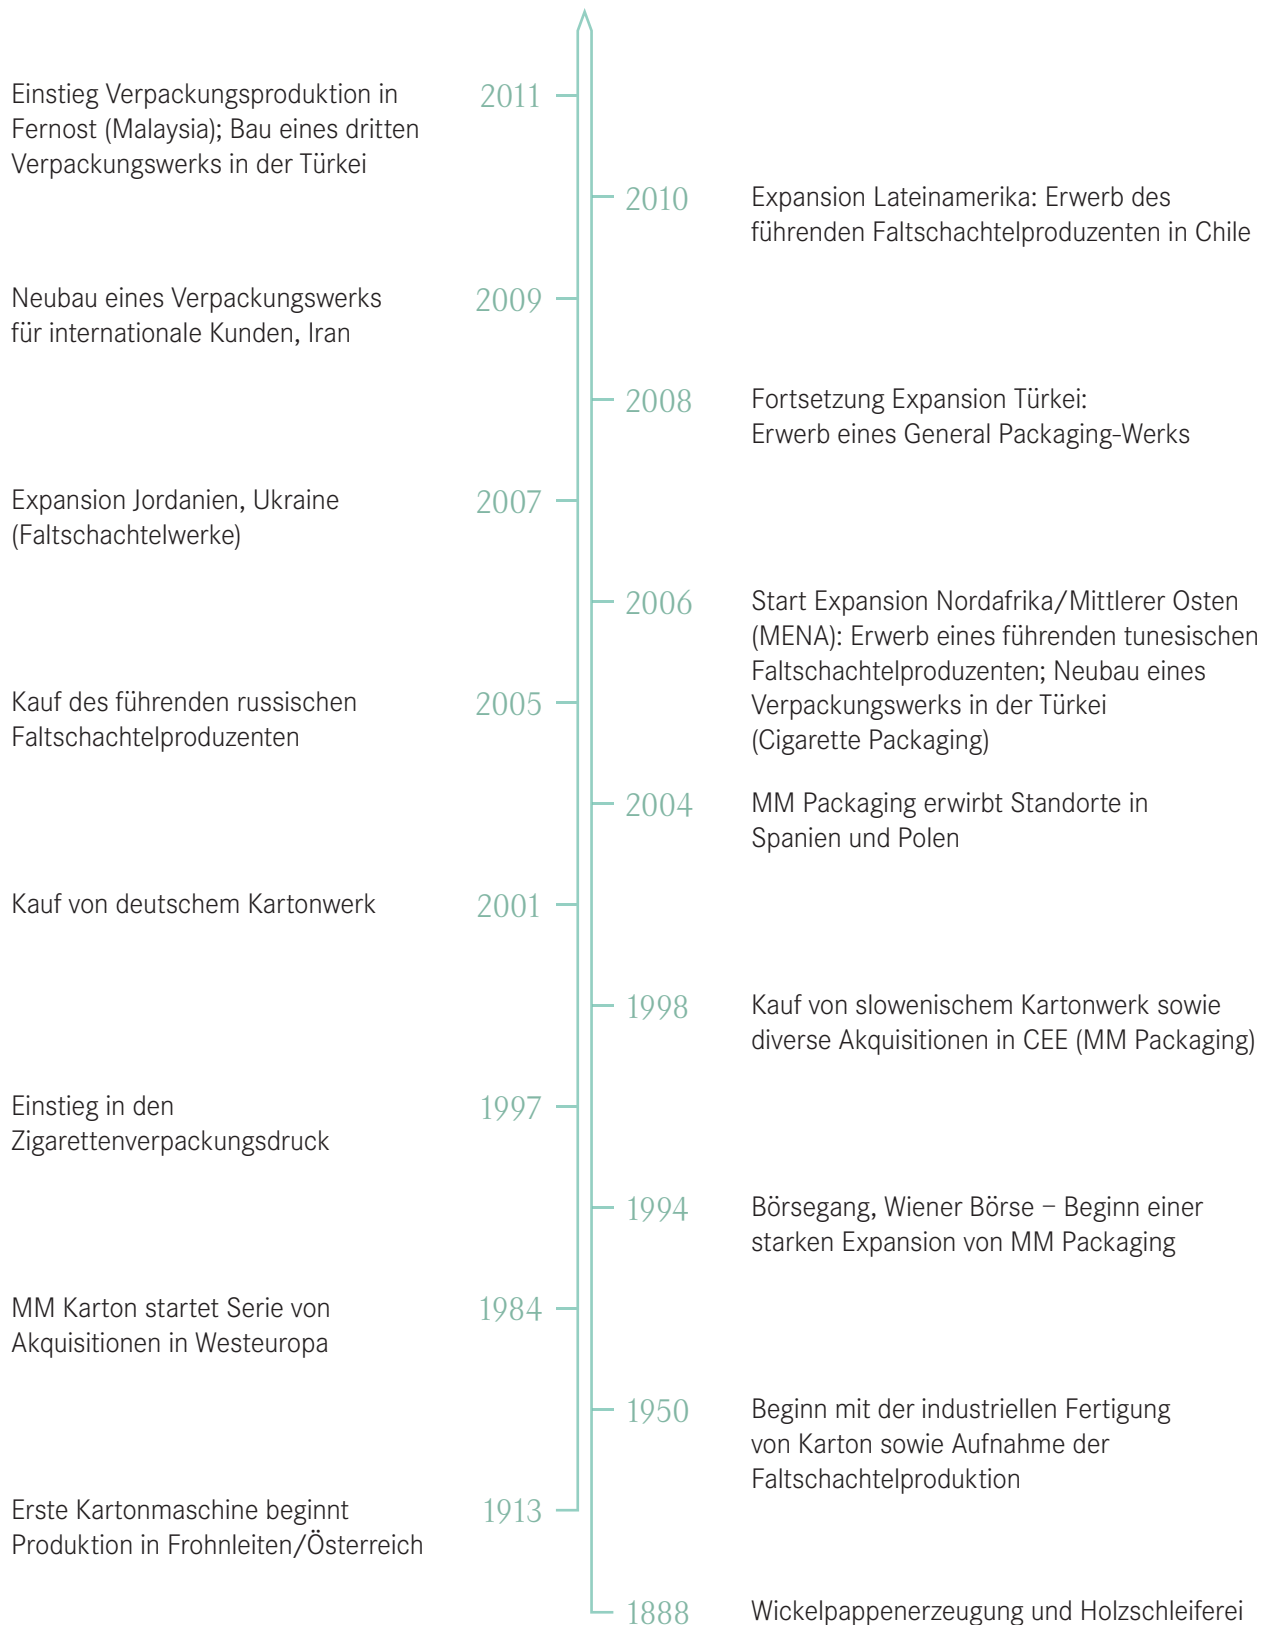 2011
Einstieg Verpackungsproduktion in
Fernost (Malaysia); Bau eines dritten
Verpackungswerks in der Türkei
2010
Expansion Lateinamerika: Erwerb des
führenden Faltschachtelproduzenten in Chile
2009
Neubau eines Verpackungswerks
für internationale Kunden, Iran
2008
Fortsetzung Expansion Türkei:
Erwerb eines General Packaging-Werks
2007
Expansion Jordanien, Ukraine
(Faltschachtelwerke)
2006
Start Expansion Nordafrika/Mittlerer Osten
(MENA): Erwerb eines führenden tunesischen
Faltschachtelproduzenten; Neubau eines
Verpackungswerks in der Türkei
(Cigarette Packaging)
2005
Kauf des führenden russischen
Faltschachtelproduzenten
2004
MM Packaging erwirbt Standorte in
Spanien und Polen
2001
Kauf von deutschem Kartonwerk
1998
Kauf von slowenischem Kartonwerk sowie
diverse Akquisitionen in CEE (MM Packaging)
1997
Einstieg in den
Zigarettenverpackungsdruck
1994
Börsegang, Wiener Börse – Beginn einer
starken Expansion von MM Packaging
1984
MM Karton startet Serie von
Akquisitionen in Westeuropa
1950
Beginn mit der industriellen Fertigung
von Karton sowie Aufnahme der
Faltschachtelproduktion
1913
Erste Kartonmaschine beginnt
Produktion in Frohnleiten/Österreich
1888
Wickelpappenerzeugung und Holzschleiferei